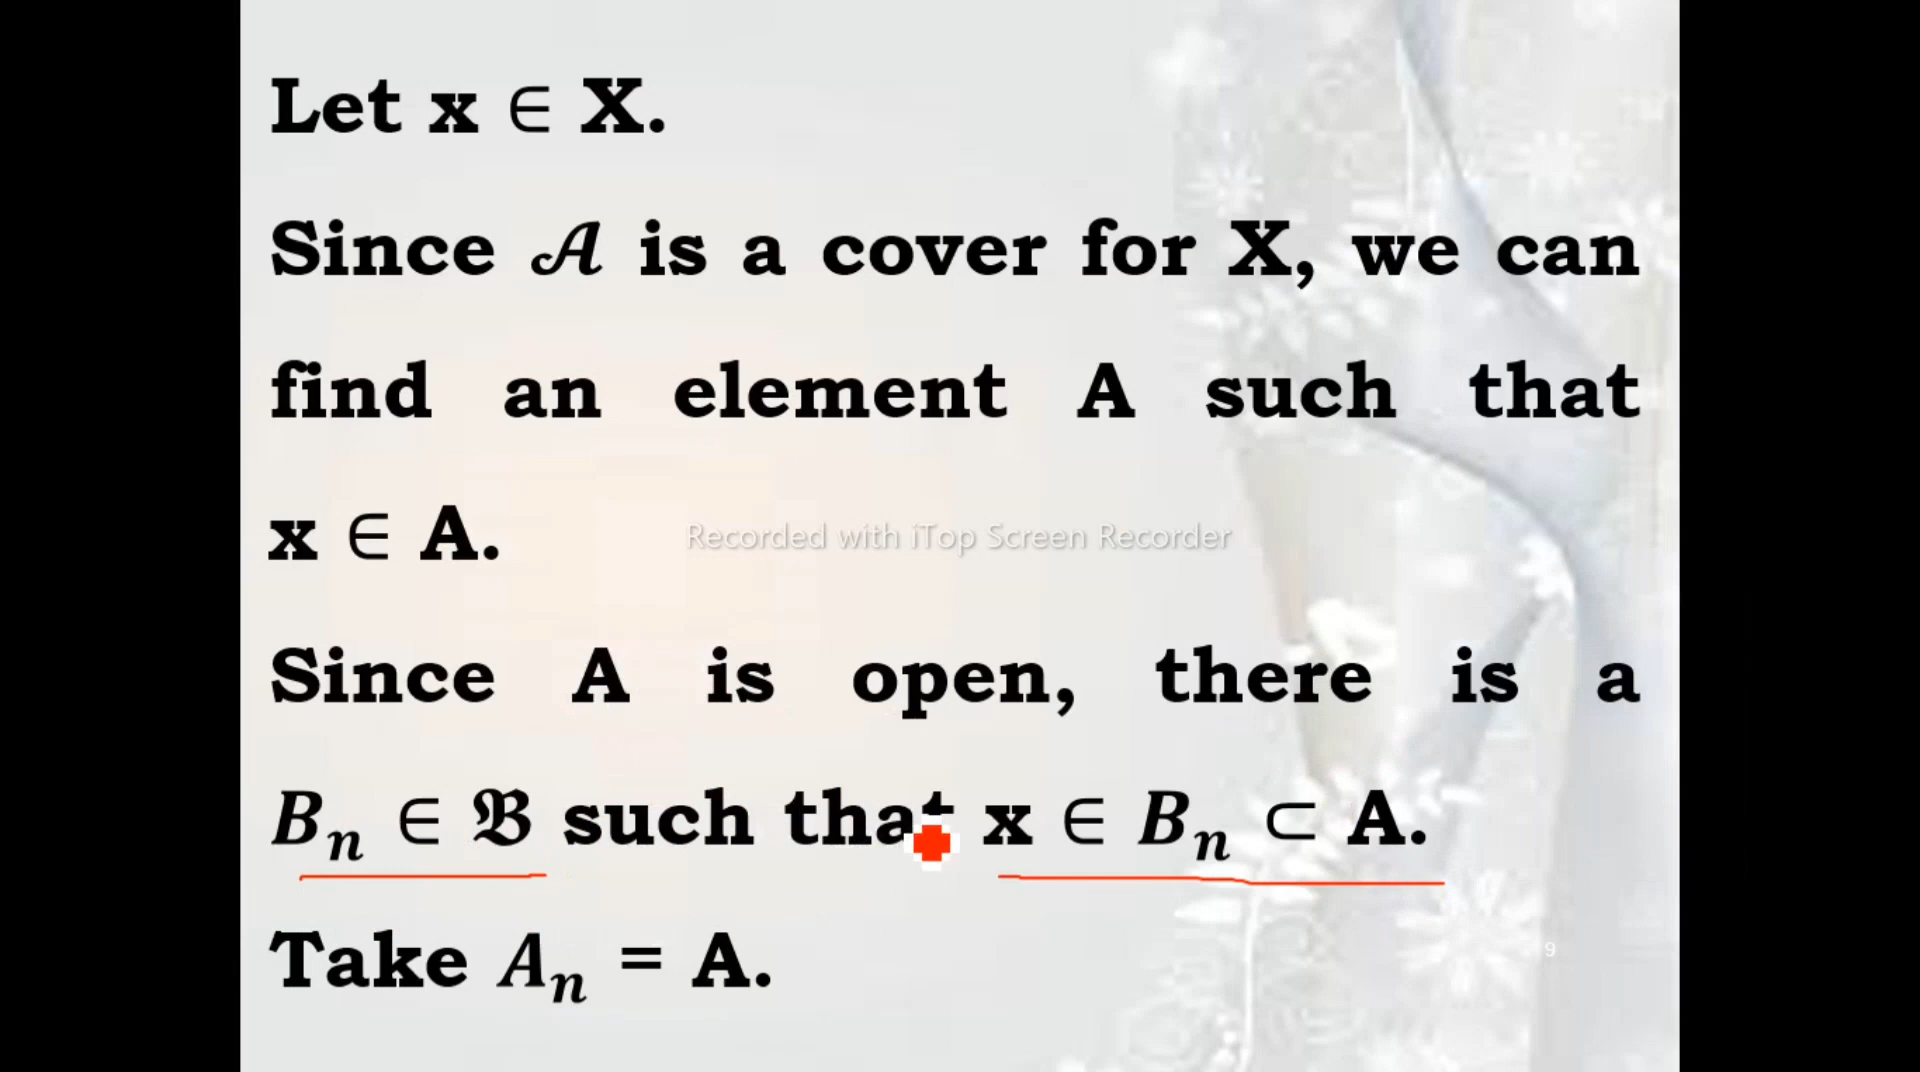 Let x ∈ X.
Since 𝒜 is a cover for X, we can
find an element A such that
x ∈ A.
Recorded with iTop Screen Recorder
Since A is open, there is a
Bₙ ∈ 𝔅 such that x ∈ Bₙ ⊂ A.
Take Aₙ = A.
9